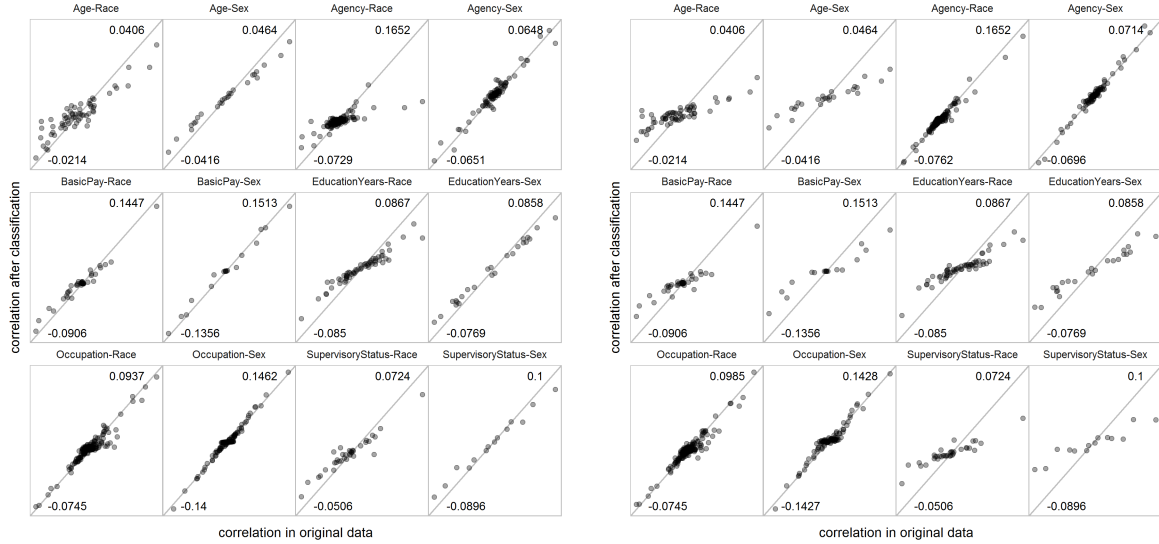 Age-Race Age-Sex Agency-Race Agency-Sex
0.0406 0.0464 0.1652 0.0648
-0.0214 -0.0416 -0.0729 -0.0651
BasicPay-Race BasicPay-Sex EducationYears-Race EducationYears-Sex
0.1447 0.1513 0.0867 0.0858
-0.0906 -0.1356 -0.085 -0.0769
Occupation-Race Occupation-Sex SupervisoryStatus-Race SupervisoryStatus-Sex
0.0937 0.1462 0.0724 0.1
-0.0745 -0.14 -0.0506 -0.0896
correlation after classification
correlation in original data
Age-Race Age-Sex Agency-Race Agency-Sex
0.0406 0.0464 0.1652 0.0714
-0.0214 -0.0416 -0.0762 -0.0696
BasicPay-Race BasicPay-Sex EducationYears-Race EducationYears-Sex
0.1447 0.1513 0.0867 0.0858
-0.0906 -0.1356 -0.085 -0.0769
Occupation-Race Occupation-Sex SupervisoryStatus-Race SupervisoryStatus-Sex
0.0985 0.1428 0.0724 0.1
-0.0745 -0.1427 -0.0506 -0.0896
correlation after classification
correlation in original data